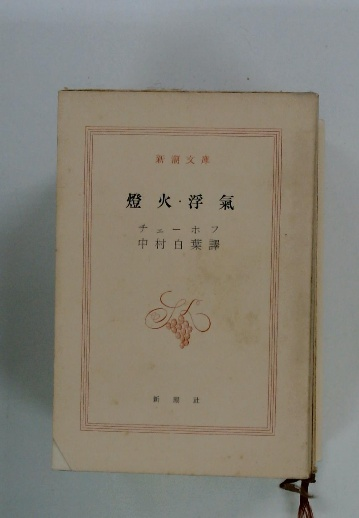 新潮文庫
燈火・浮氣
チェーホフ
中村白葉譯
新潮社